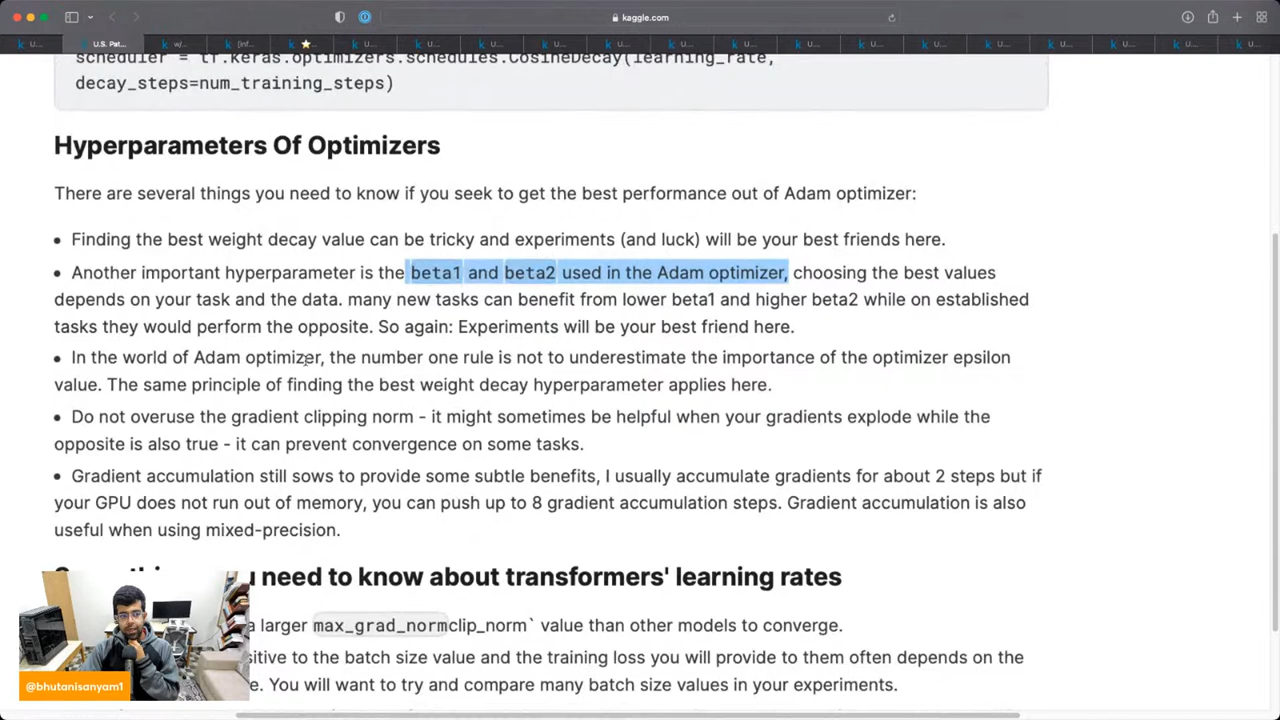 kaggle.com
U.S. Pat...
scheduler = tf.keras.optimizers.schedules.CosineDecay(learning_rate,
decay_steps=num_training_steps)
Hyperparameters Of Optimizers
There are several things you need to know if you seek to get the best performance out of Adam optimizer:
• Finding the best weight decay value can be tricky and experiments (and luck) will be your best friends here.
• Another important hyperparameter is the beta1 and beta2 used in the Adam optimizer, choosing the best values
depends on your task and the data. many new tasks can benefit from lower beta1 and higher beta2 while on established
tasks they would perform the opposite. So again: Experiments will be your best friend here.
• In the world of Adam optimizer, the number one rule is not to underestimate the importance of the optimizer epsilon
value. The same principle of finding the best weight decay hyperparameter applies here.
• Do not overuse the gradient clipping norm - it might sometimes be helpful when your gradients explode while the
opposite is also true - it can prevent convergence on some tasks.
• Gradient accumulation still sows to provide some subtle benefits, I usually accumulate gradients for about 2 steps but if
your GPU does not run out of memory, you can push up to 8 gradient accumulation steps. Gradient accumulation is also
useful when using mixed-precision.
need to know about transformers' learning rates
a larger max_grad_normclip_norm` value than other models to converge.
sitive to the batch size value and the training loss you will provide to them often depends on the
e. You will want to try and compare many batch size values in your experiments.
@bhutanisanyam1